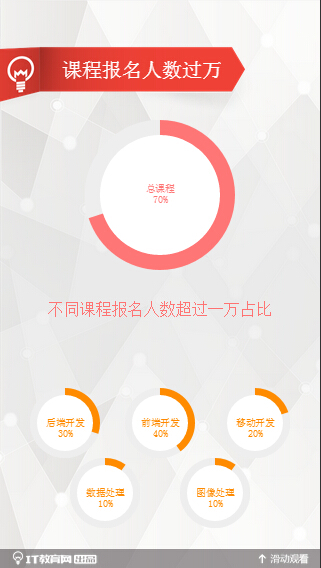 课程报名人数过万
总课程
70%
不同课程报名人数超过一万占比
后端开发
30%
前端开发
40%
移动开发
20%
数据处理
10%
图像处理
10%
IT教育网 出品
滑动观看